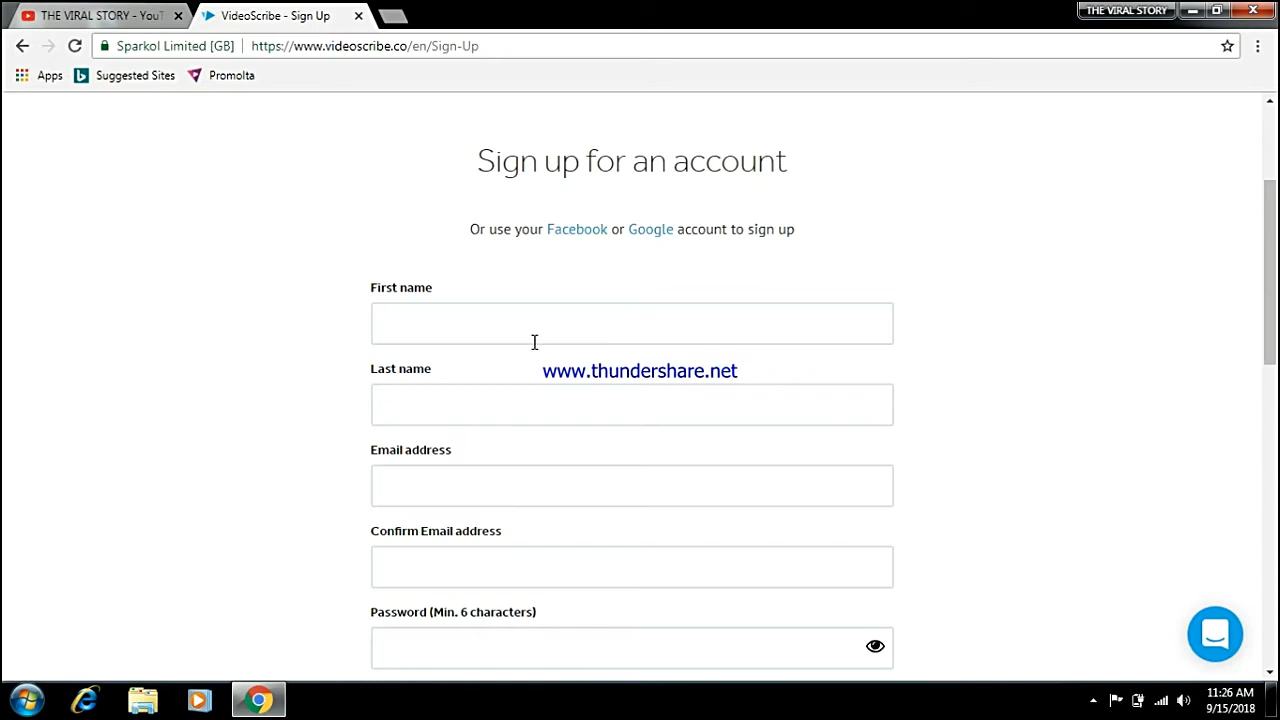 THE VIRAL STORY - YouT
VideoScribe - Sign Up
THE VIRAL STORY
Sparkol Limited [GB]
https://www.videoscribe.co/en/Sign-Up
Apps
Suggested Sites
Promolta
Sign up for an account
Or use your Facebook or Google account to sign up
First name
Last name
www.thundershare.net
Email address
Confirm Email address
Password (Min. 6 characters)
11:26 AM
9/15/2018